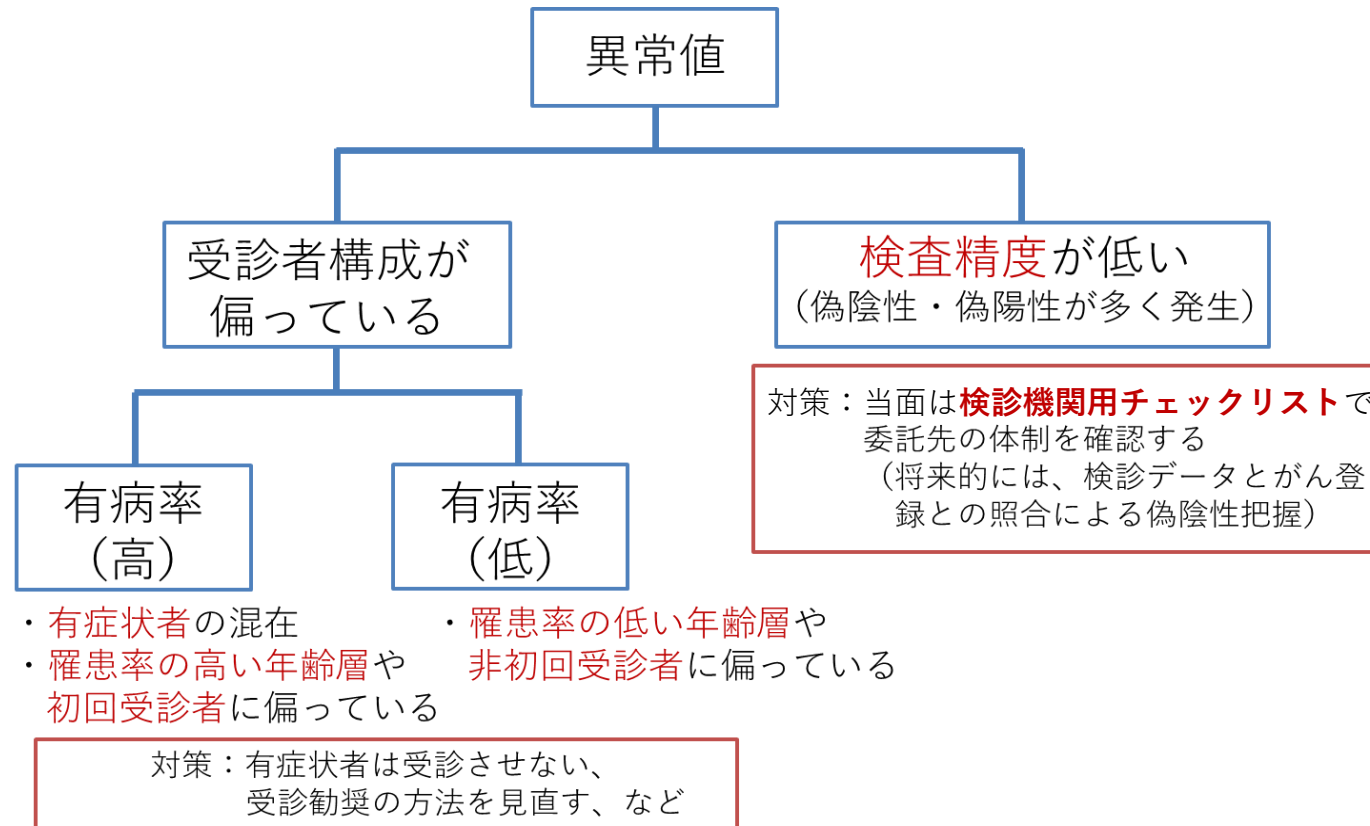 異常値
受診者構成が
偏っている
検査精度が低い
（偽陰性・偽陽性が多く発生）
対策：当面は検診機関用チェックリストで
委託先の体制を確認する
（将来的には、検診データとがん登
録との照合による偽陰性把握）
有病率
（高）
有病率
（低）
・有症状者の混在
・罹患率の高い年齢層や
初回受診者に偏っている
・罹患率の低い年齢層や
非初回受診者に偏っている
対策：有症状者は受診させない、
受診勧奨の方法を見直す、など